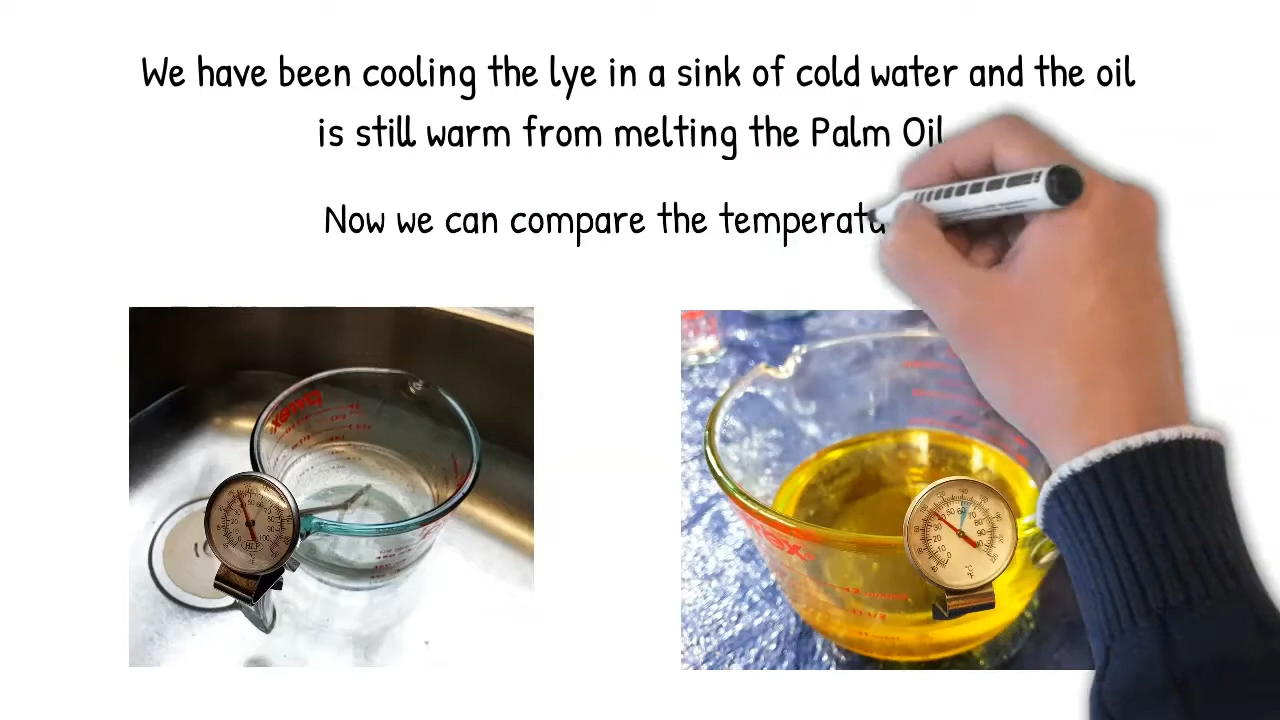 We have been cooling the lye in a sink of cold water and the oil
is still warm from melting the Palm Oil
Now we can compare the temperatu